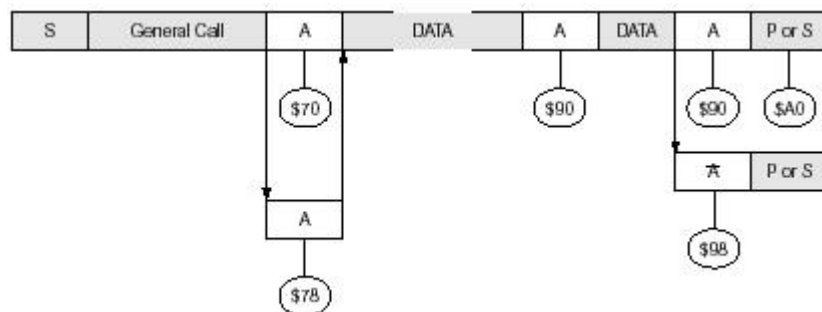 S General Call A DATA A DATA A P or S
$70 $90 $90 $A0
A̅ P or S
A
$98
$78